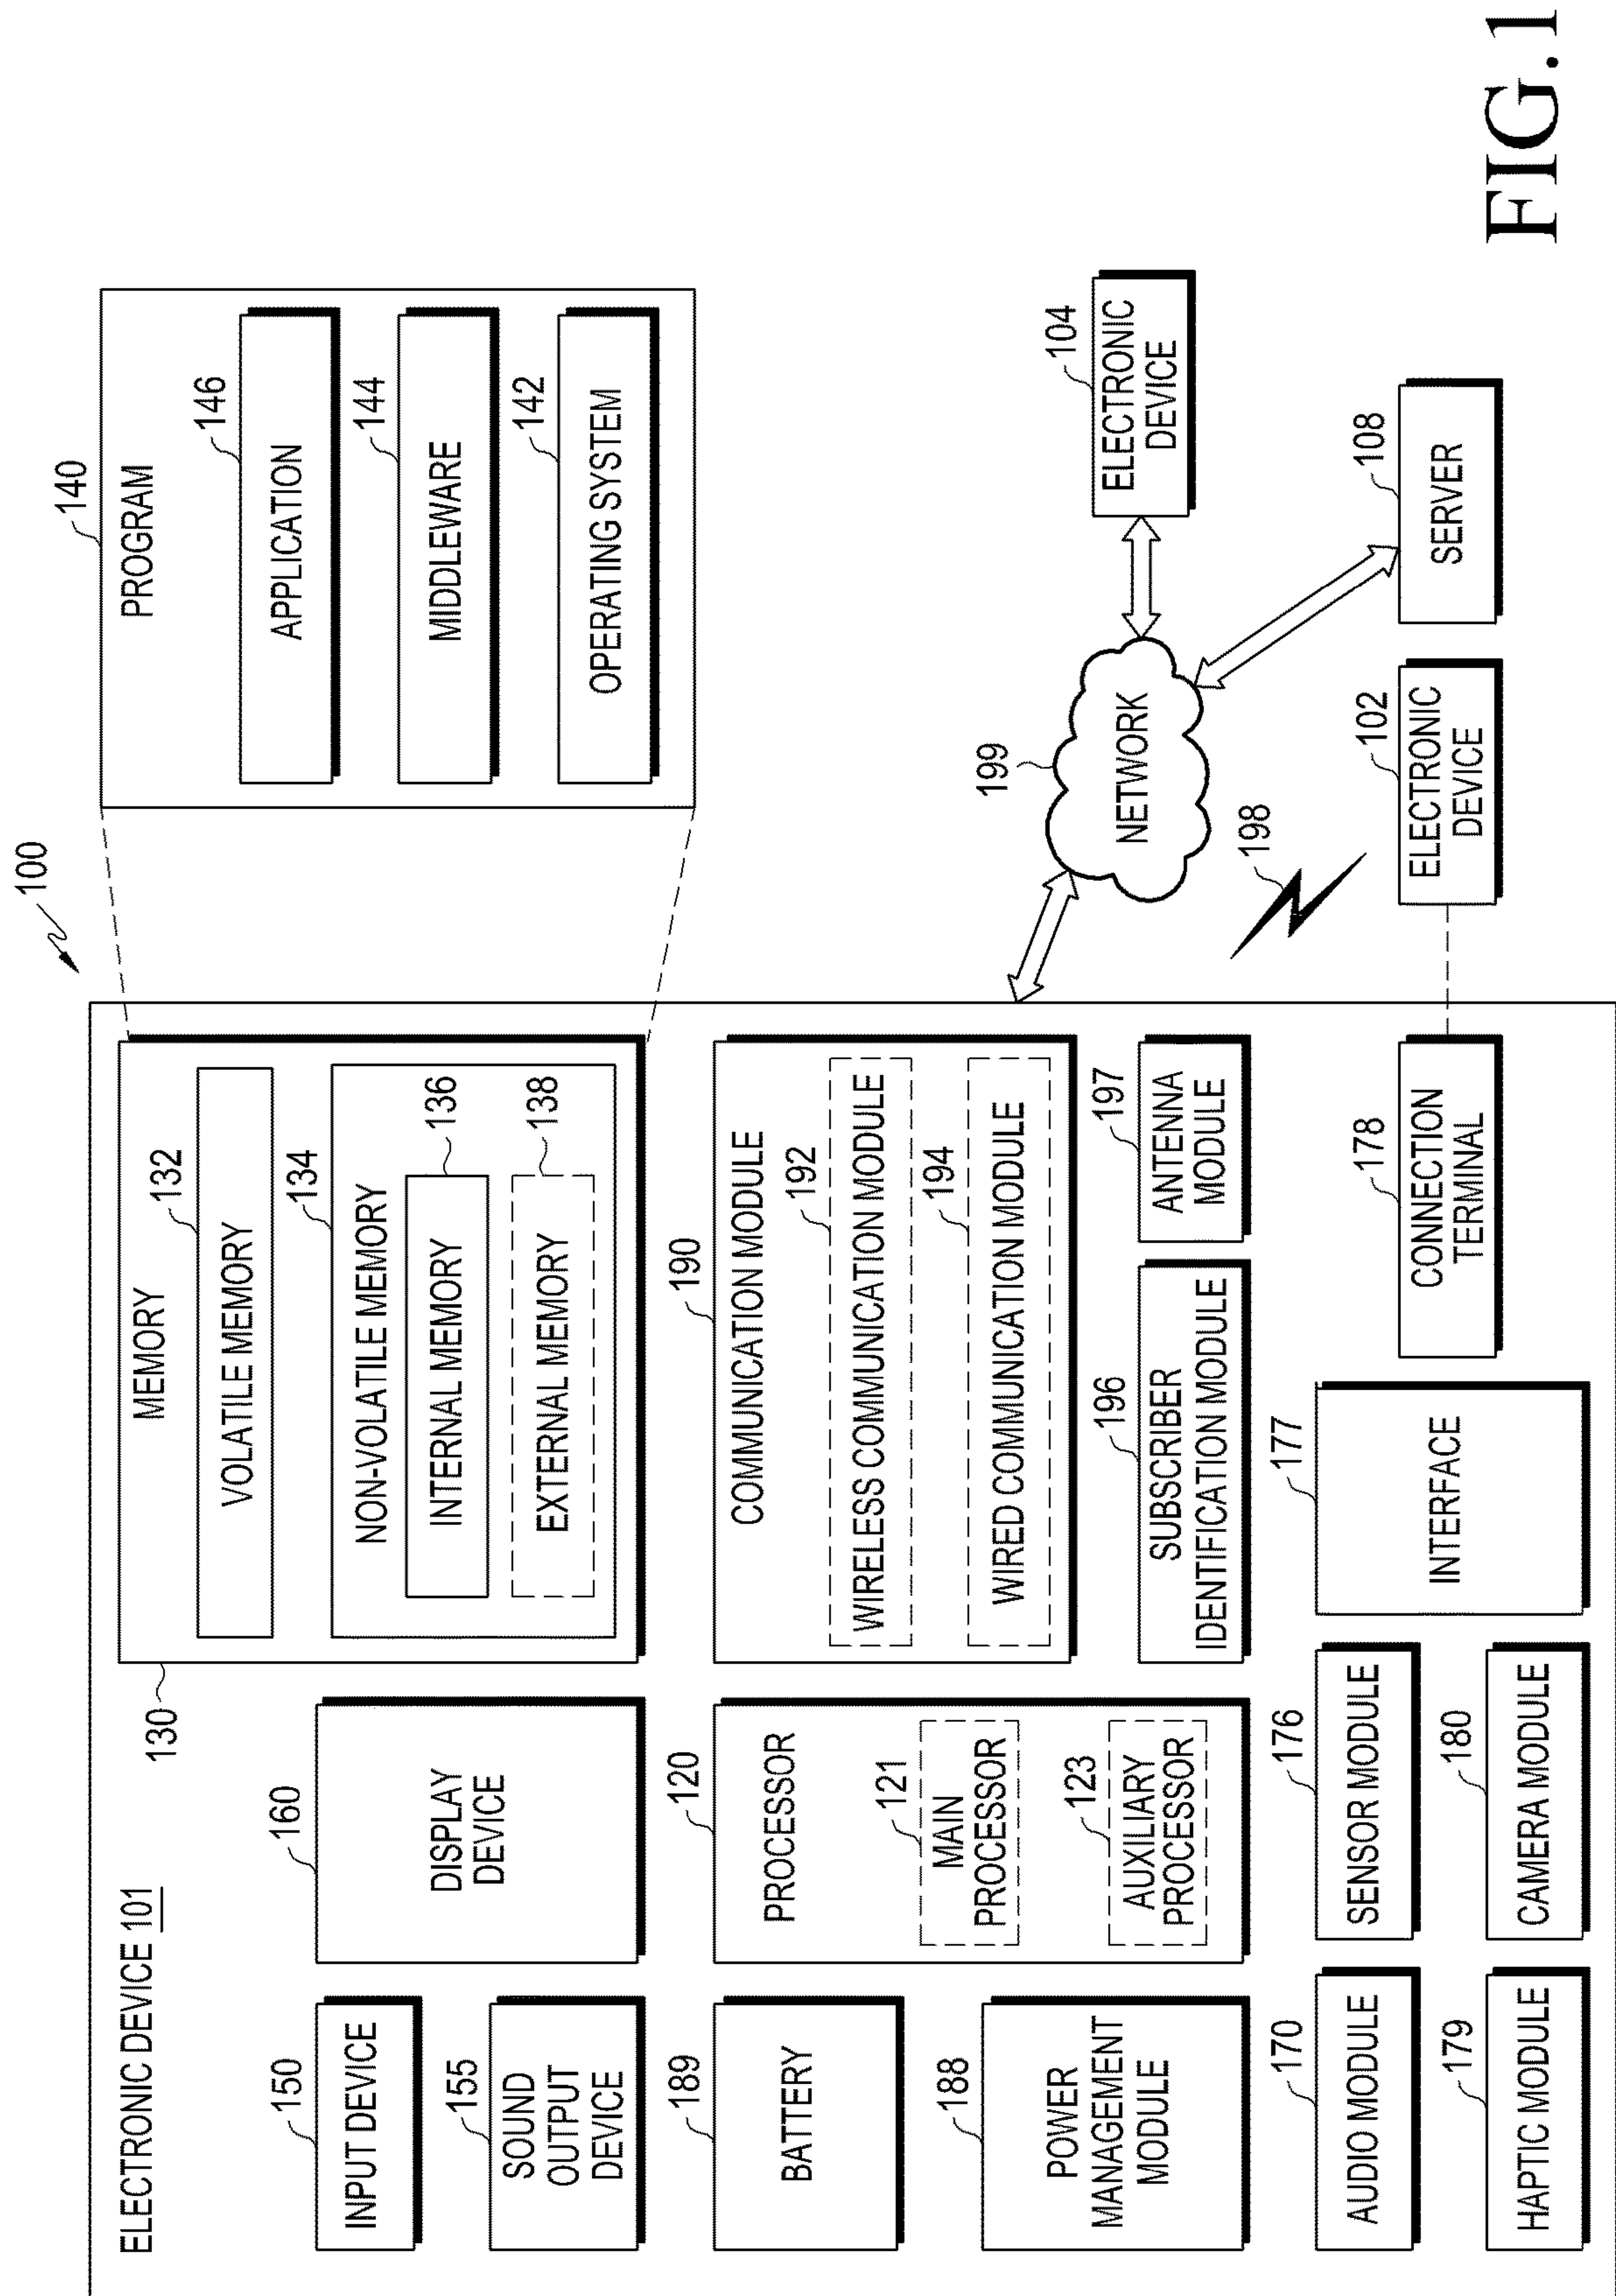 100
ELECTRONIC DEVICE 101
130
MEMORY
132
VOLATILE MEMORY
134
NON-VOLATILE MEMORY
136
INTERNAL MEMORY
138
EXTERNAL MEMORY
140
PROGRAM
146
APPLICATION
144
MIDDLEWARE
142
OPERATING SYSTEM
150
INPUT DEVICE
155
SOUND
OUTPUT
DEVICE
160
DISPLAY
DEVICE
189
BATTERY
188
POWER
MANAGEMENT
MODULE
120
PROCESSOR
121
MAIN
PROCESSOR
123
AUXILIARY
PROCESSOR
190
COMMUNICATION MODULE
192
WIRELESS COMMUNICATION MODULE
194
WIRED COMMUNICATION MODULE
196
SUBSCRIBER
IDENTIFICATION MODULE
197
ANTENNA
MODULE
199
NETWORK
104
ELECTRONIC
DEVICE
198
170
AUDIO MODULE
176
SENSOR MODULE
177
INTERFACE
178
CONNECTION
TERMINAL
102
ELECTRONIC
DEVICE
108
SERVER
179
HAPTIC MODULE
180
CAMERA MODULE
FIG.1